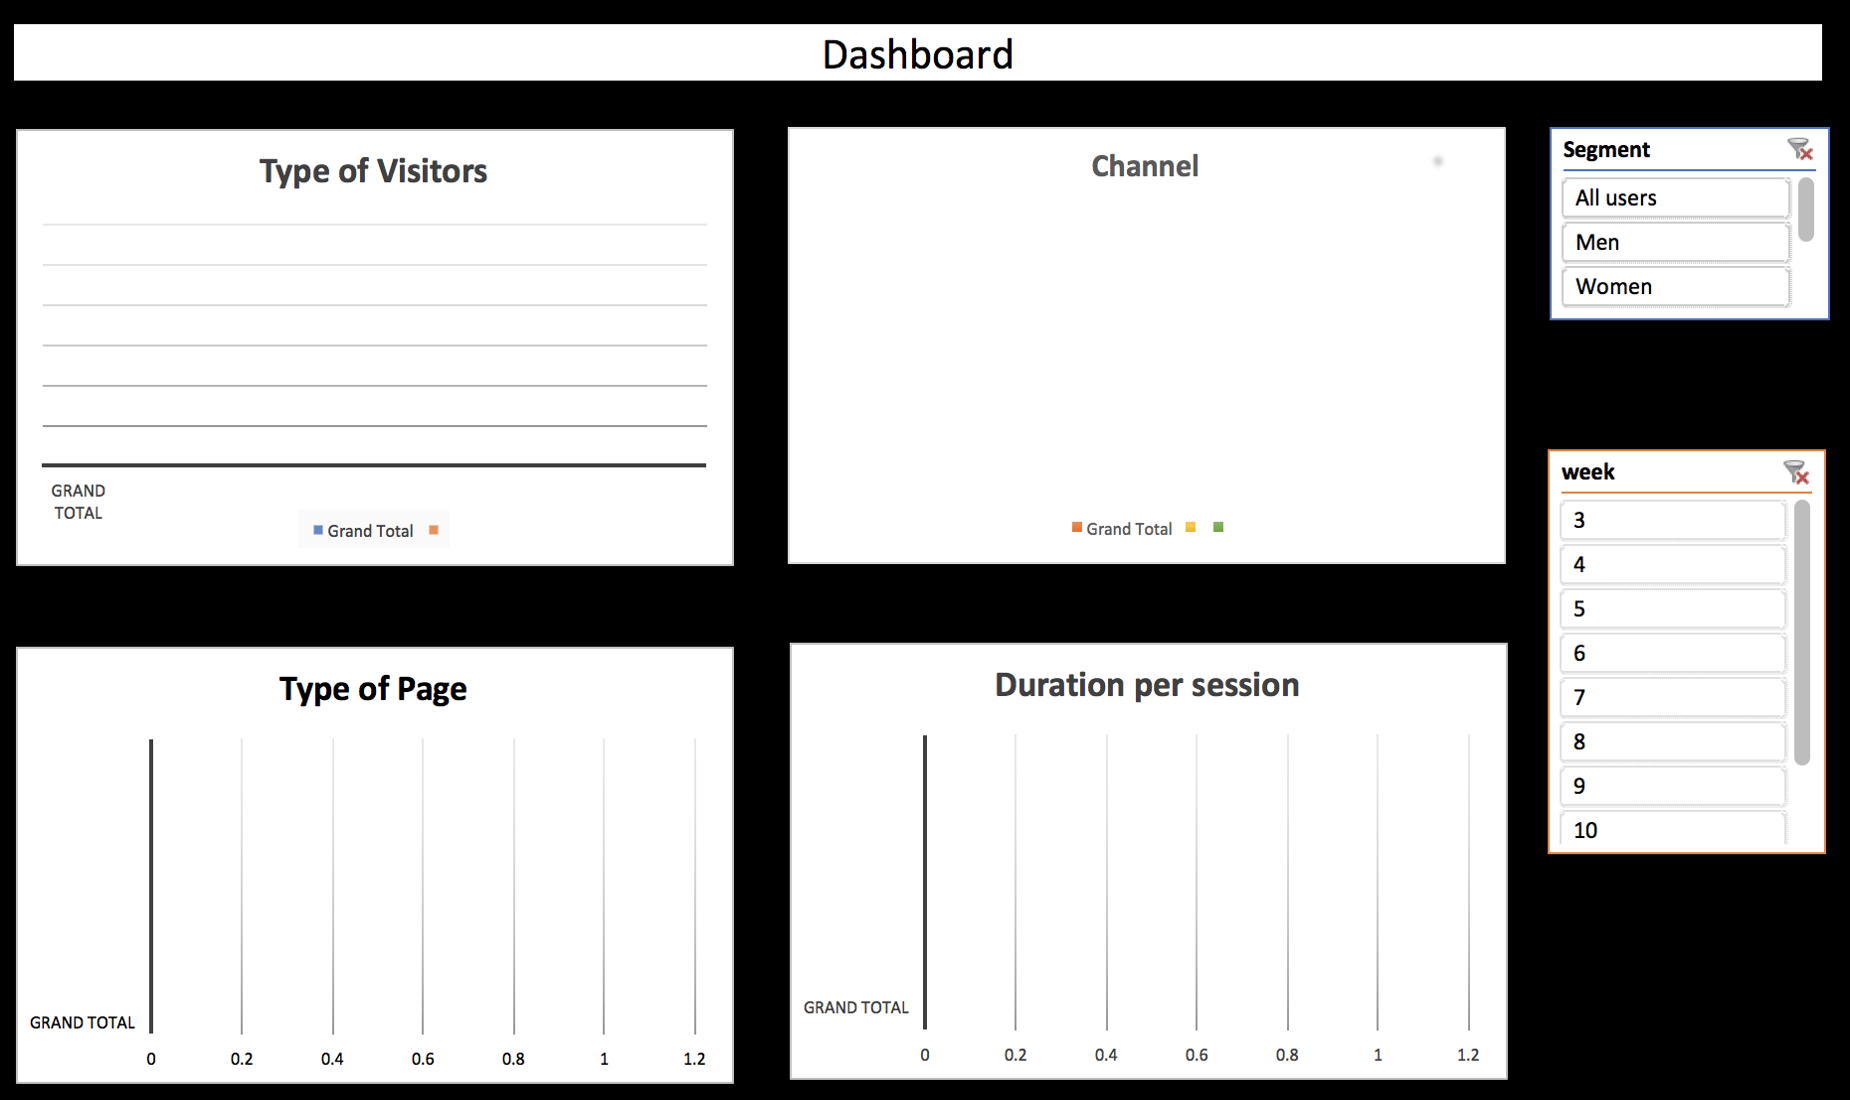 Dashboard
Type of Visitors
GRAND
TOTAL
Grand Total
Channel
Grand Total
Segment
All users
Men
Women
week
3
4
5
6
7
8
9
10
Type of Page
GRAND TOTAL
0 0.2 0.4 0.6 0.8 1 1.2
Duration per session
GRAND TOTAL
0 0.2 0.4 0.6 0.8 1 1.2